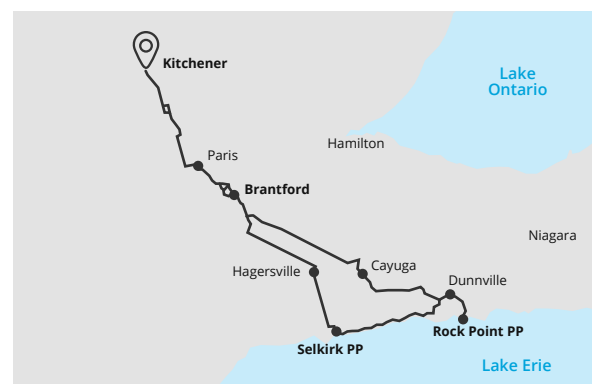 Kitchener
Lake
Ontario
Hamilton
Paris
Brantford
Niagara
Hagersville
Cayuga
Dunnville
Rock Point PP
Selkirk PP
Lake Erie